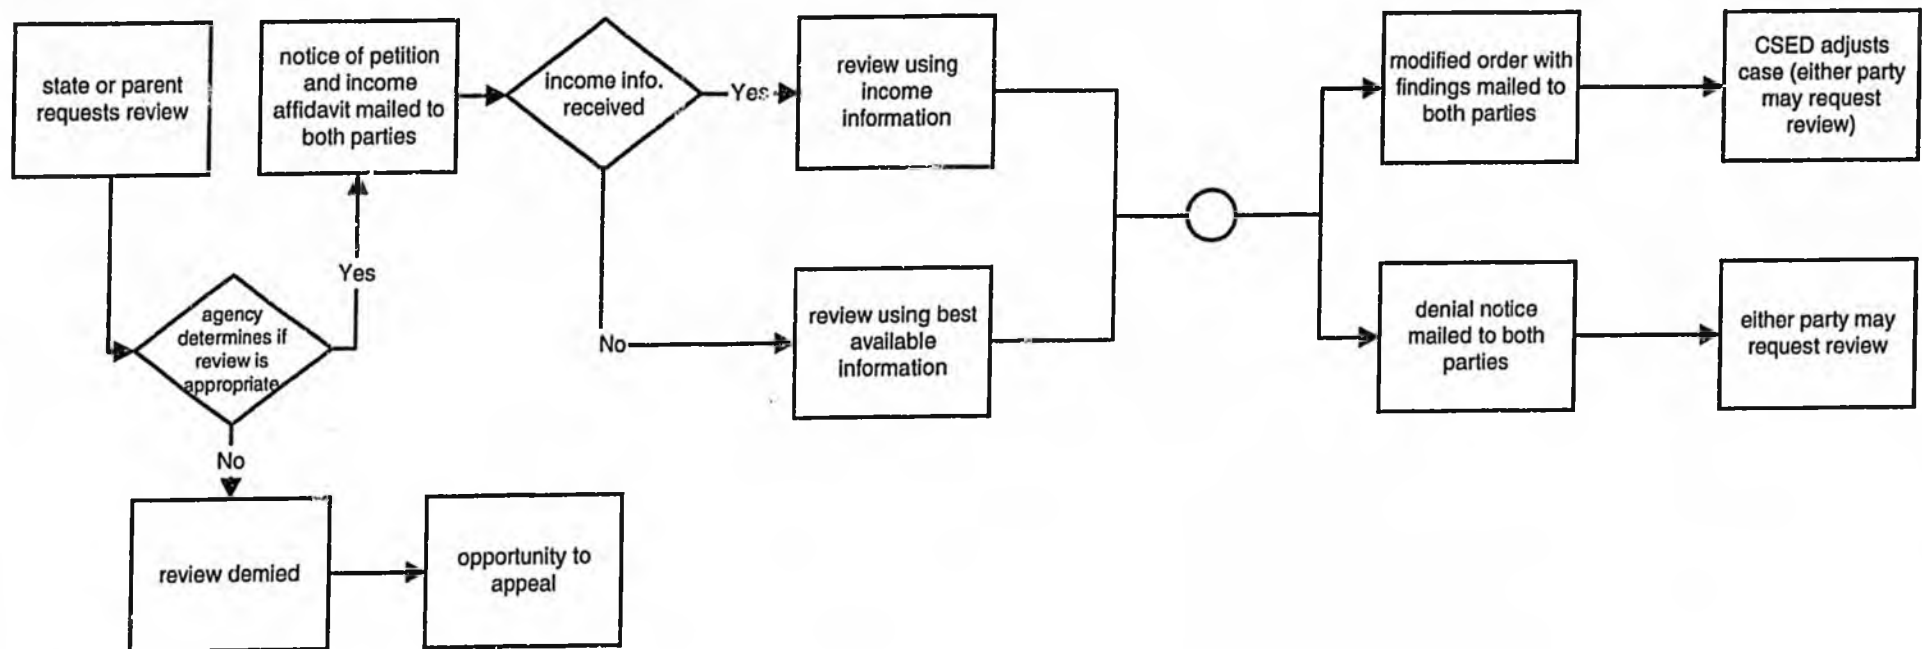 state or parent
requests review
notice of petition
and income
affidavit mailed to
both parties
income info.
received
Yes
review using
income
information
modified order with
findings mailed to
both parties
CSED adjusts
case (either party
may request
review)
Yes
agency
determines if
review is
appropriate
No
review using best
available
information
denial notice
mailed to both
parties
either party may
request review
No
review demied
opportunity to
appeal